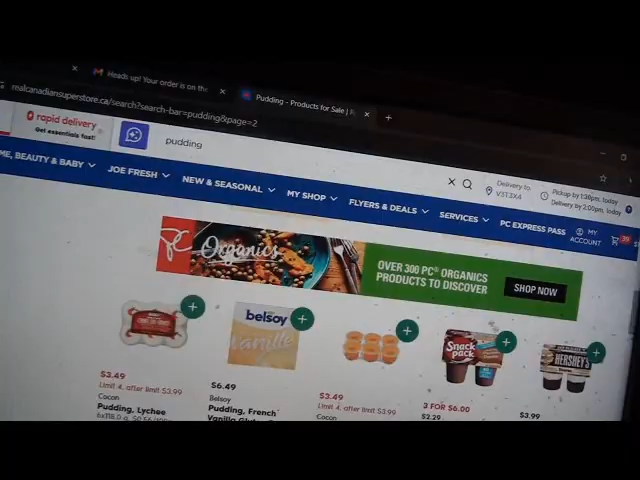 Heads up! Your order is on the
Pudding - Products for Sale |
realcanadiansuperstore.ca/search?search-bar=pudding&page=2
rapid delivery
Get essentials fast!
pudding
Delivery to
V3T3X4
Pickup by 1:30pm, today
Delivery by 2:00pm, today
ME, BEAUTY & BABY
JOE FRESH
NEW & SEASONAL
MY SHOP
FLYERS & DEALS
SERVICES
PC EXPRESS PASS
MY
ACCOUNT
PC
Organics
OVER 300 PC® ORGANICS
PRODUCTS TO DISCOVER
SHOP NOW
belsoy
vanille
Snack
pack
HERSHEY'S
$3.49
Limit 4, after limit $3.99
Cocon
Pudding, Lychee
$6.49
Belsoy
Pudding, French
Vanilla
$3.49
Limit 4, after limit $3.99
Cocon
3 FOR $6.00
$2.29
$3.99